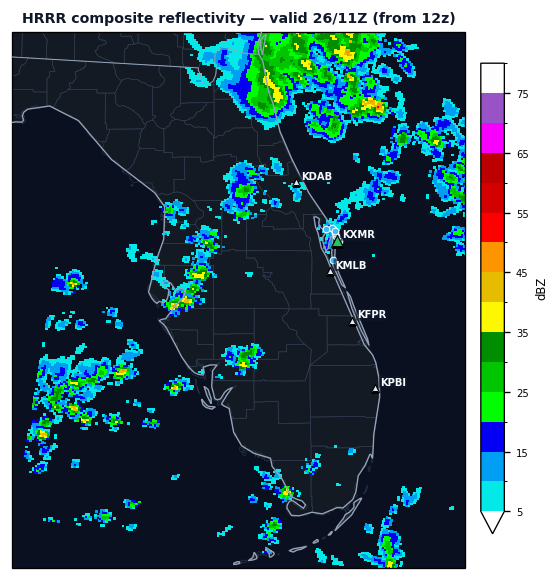 HRRR composite reflectivity — valid 26/11Z (from 12z)
KDAB
KXMR
KMLB
KFPR
KPBI
75
65
55
45
35
25
15
5
dBZ